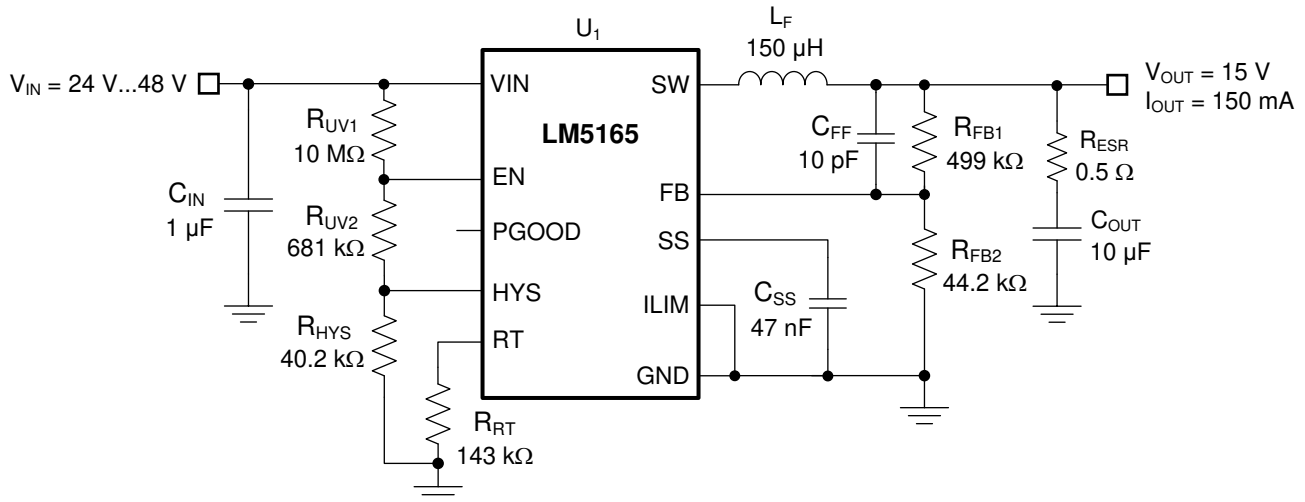 U1
LF
150 µH
VIN = 24 V...48 V
VIN
SW
VOUT = 15 V
IOUT = 150 mA
RUV1
10 MΩ
LM5165
CFF
10 pF
RFB1
499 kΩ
RESR
0.5 Ω
EN
FB
CIN
1 µF
RUV2
681 kΩ
PGOOD
SS
COUT
10 µF
RFB2
44.2 kΩ
HYS
ILIM
CSS
47 nF
RHYS
40.2 kΩ
RT
GND
RRT
143 kΩ